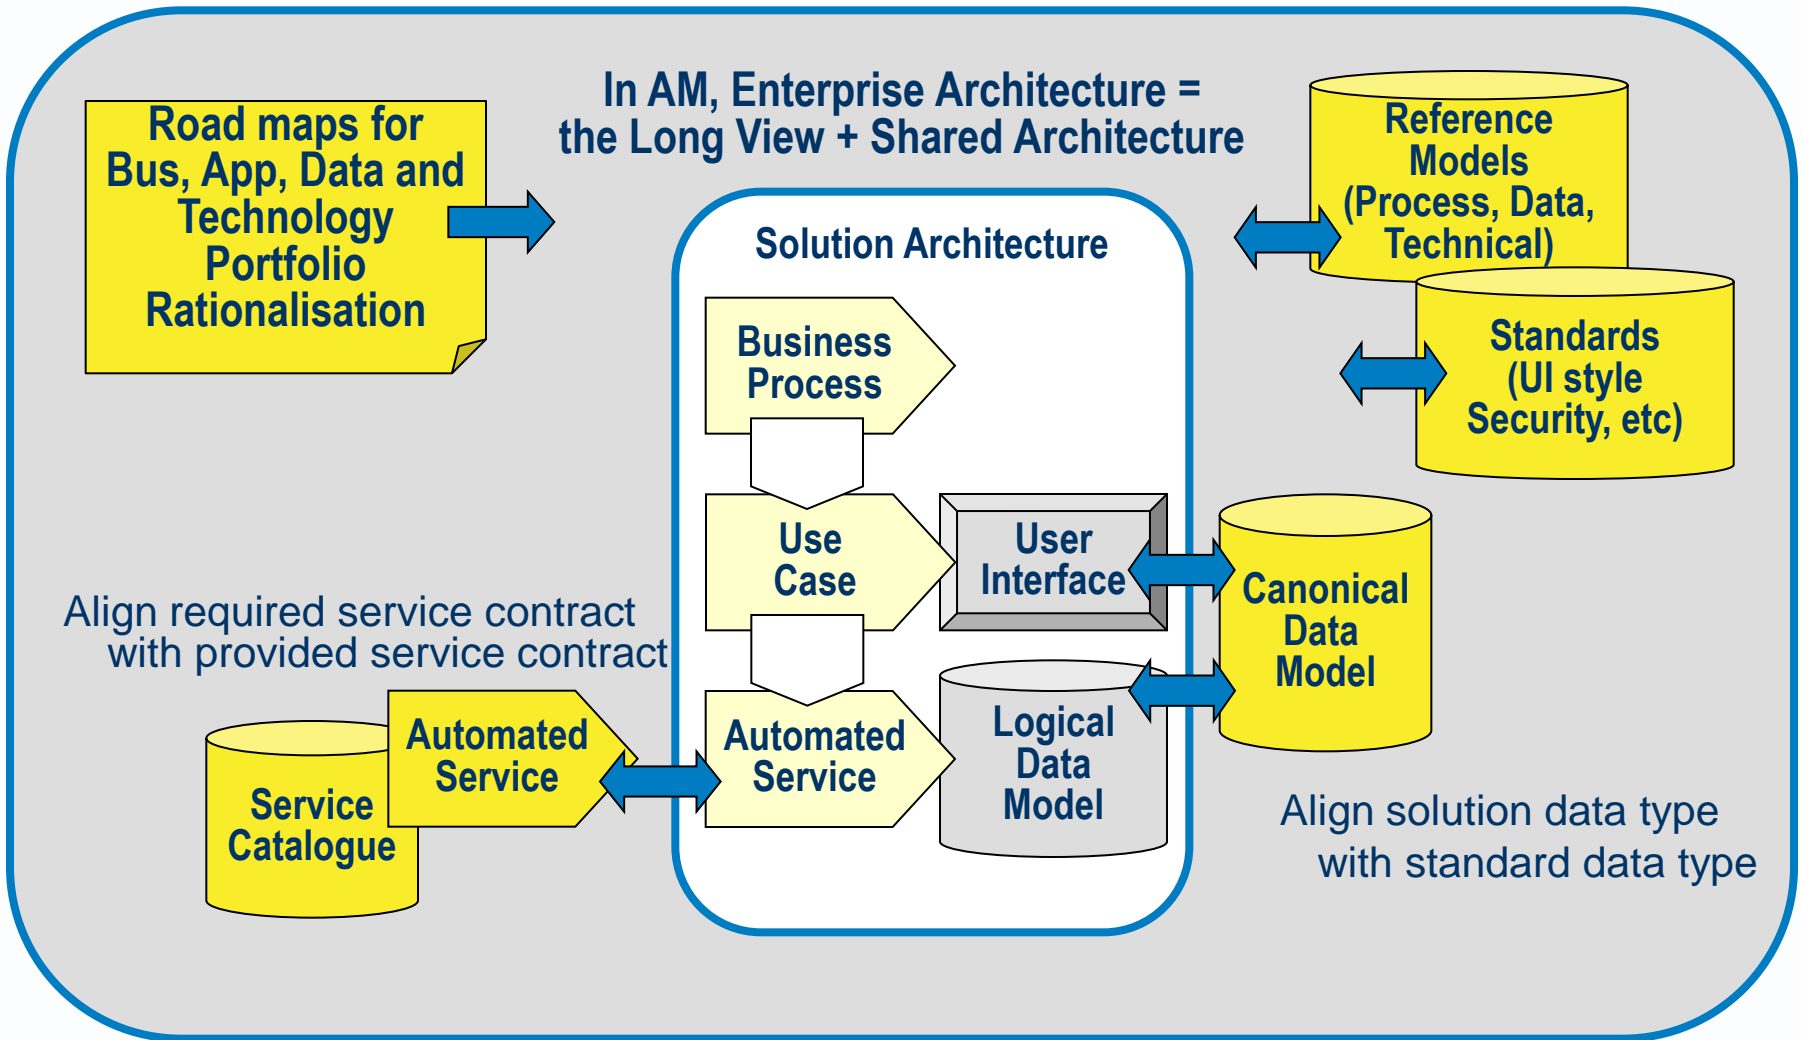 In AM, Enterprise Architecture =
the Long View + Shared Architecture
Road maps for
Bus, App, Data and
Technology
Portfolio
Rationalisation
Reference
Models
(Process, Data,
Technical)
Standards
(UI style
Security, etc)
Solution Architecture
Business
Process
Use
Case
User
Interface
Canonical
Data
Model
Align required service contract
with provided service contract
Automated
Service
Service
Catalogue
Automated
Service
Logical
Data
Model
Align solution data type
with standard data type